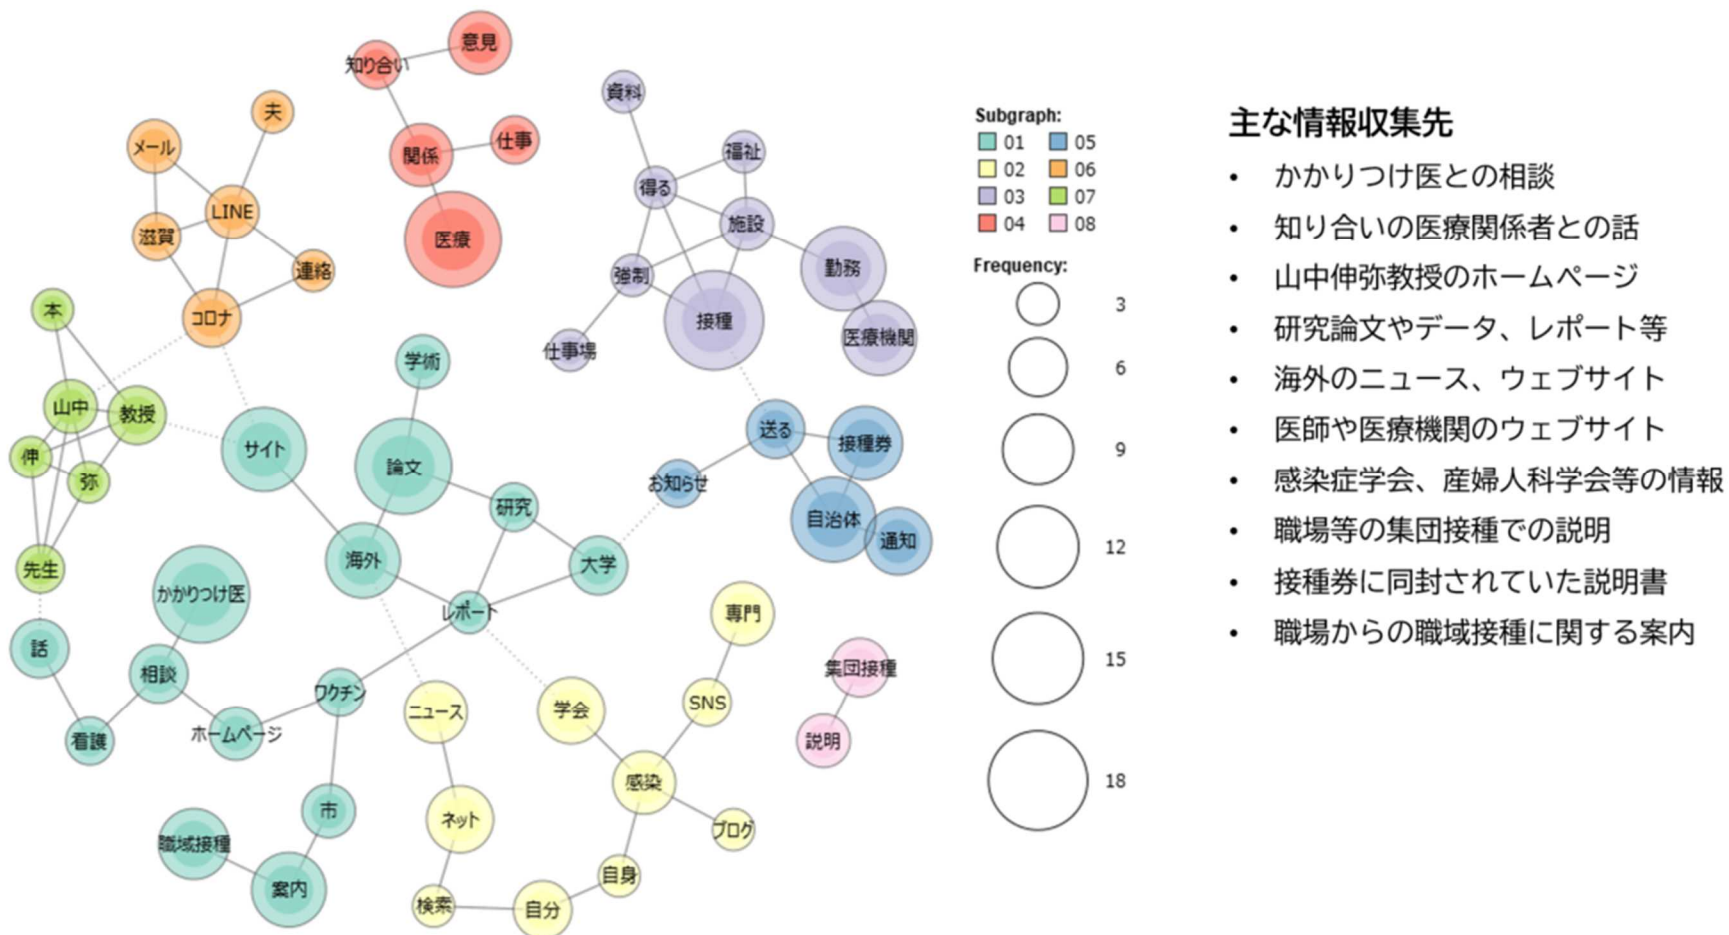 意見
知り合い
関係
仕事
医療
夫
メール
LINE
滋賀
連絡
コロナ
資料
福祉
得る
施設
強制
勤務
接種
医療機関
仕事場
本
山中
教授
伸
弥
先生
学術
サイト
論文
研究
海外
大学
レポート
かかりつけ医
話
相談
看護
ホームページ
ワクチン
市
職域接種
案内
送る
接種券
お知らせ
自治体
通知
専門
SNS
ニュース
学会
感染
ネット
ブログ
自身
検索
自分
集団接種
説明
Subgraph:
01 05
02 06
03 07
04 08
Frequency:
3
6
9
12
15
18
主な情報収集先
• かかりつけ医との相談
• 知り合いの医療関係者との話
• 山中伸弥教授のホームページ
• 研究論文やデータ、レポート等
• 海外のニュース、ウェブサイト
• 医師や医療機関のウェブサイト
• 感染症学会、産婦人科学会等の情報
• 職場等の集団接種での説明
• 接種券に同封されていた説明書
• 職場からの職域接種に関する案内